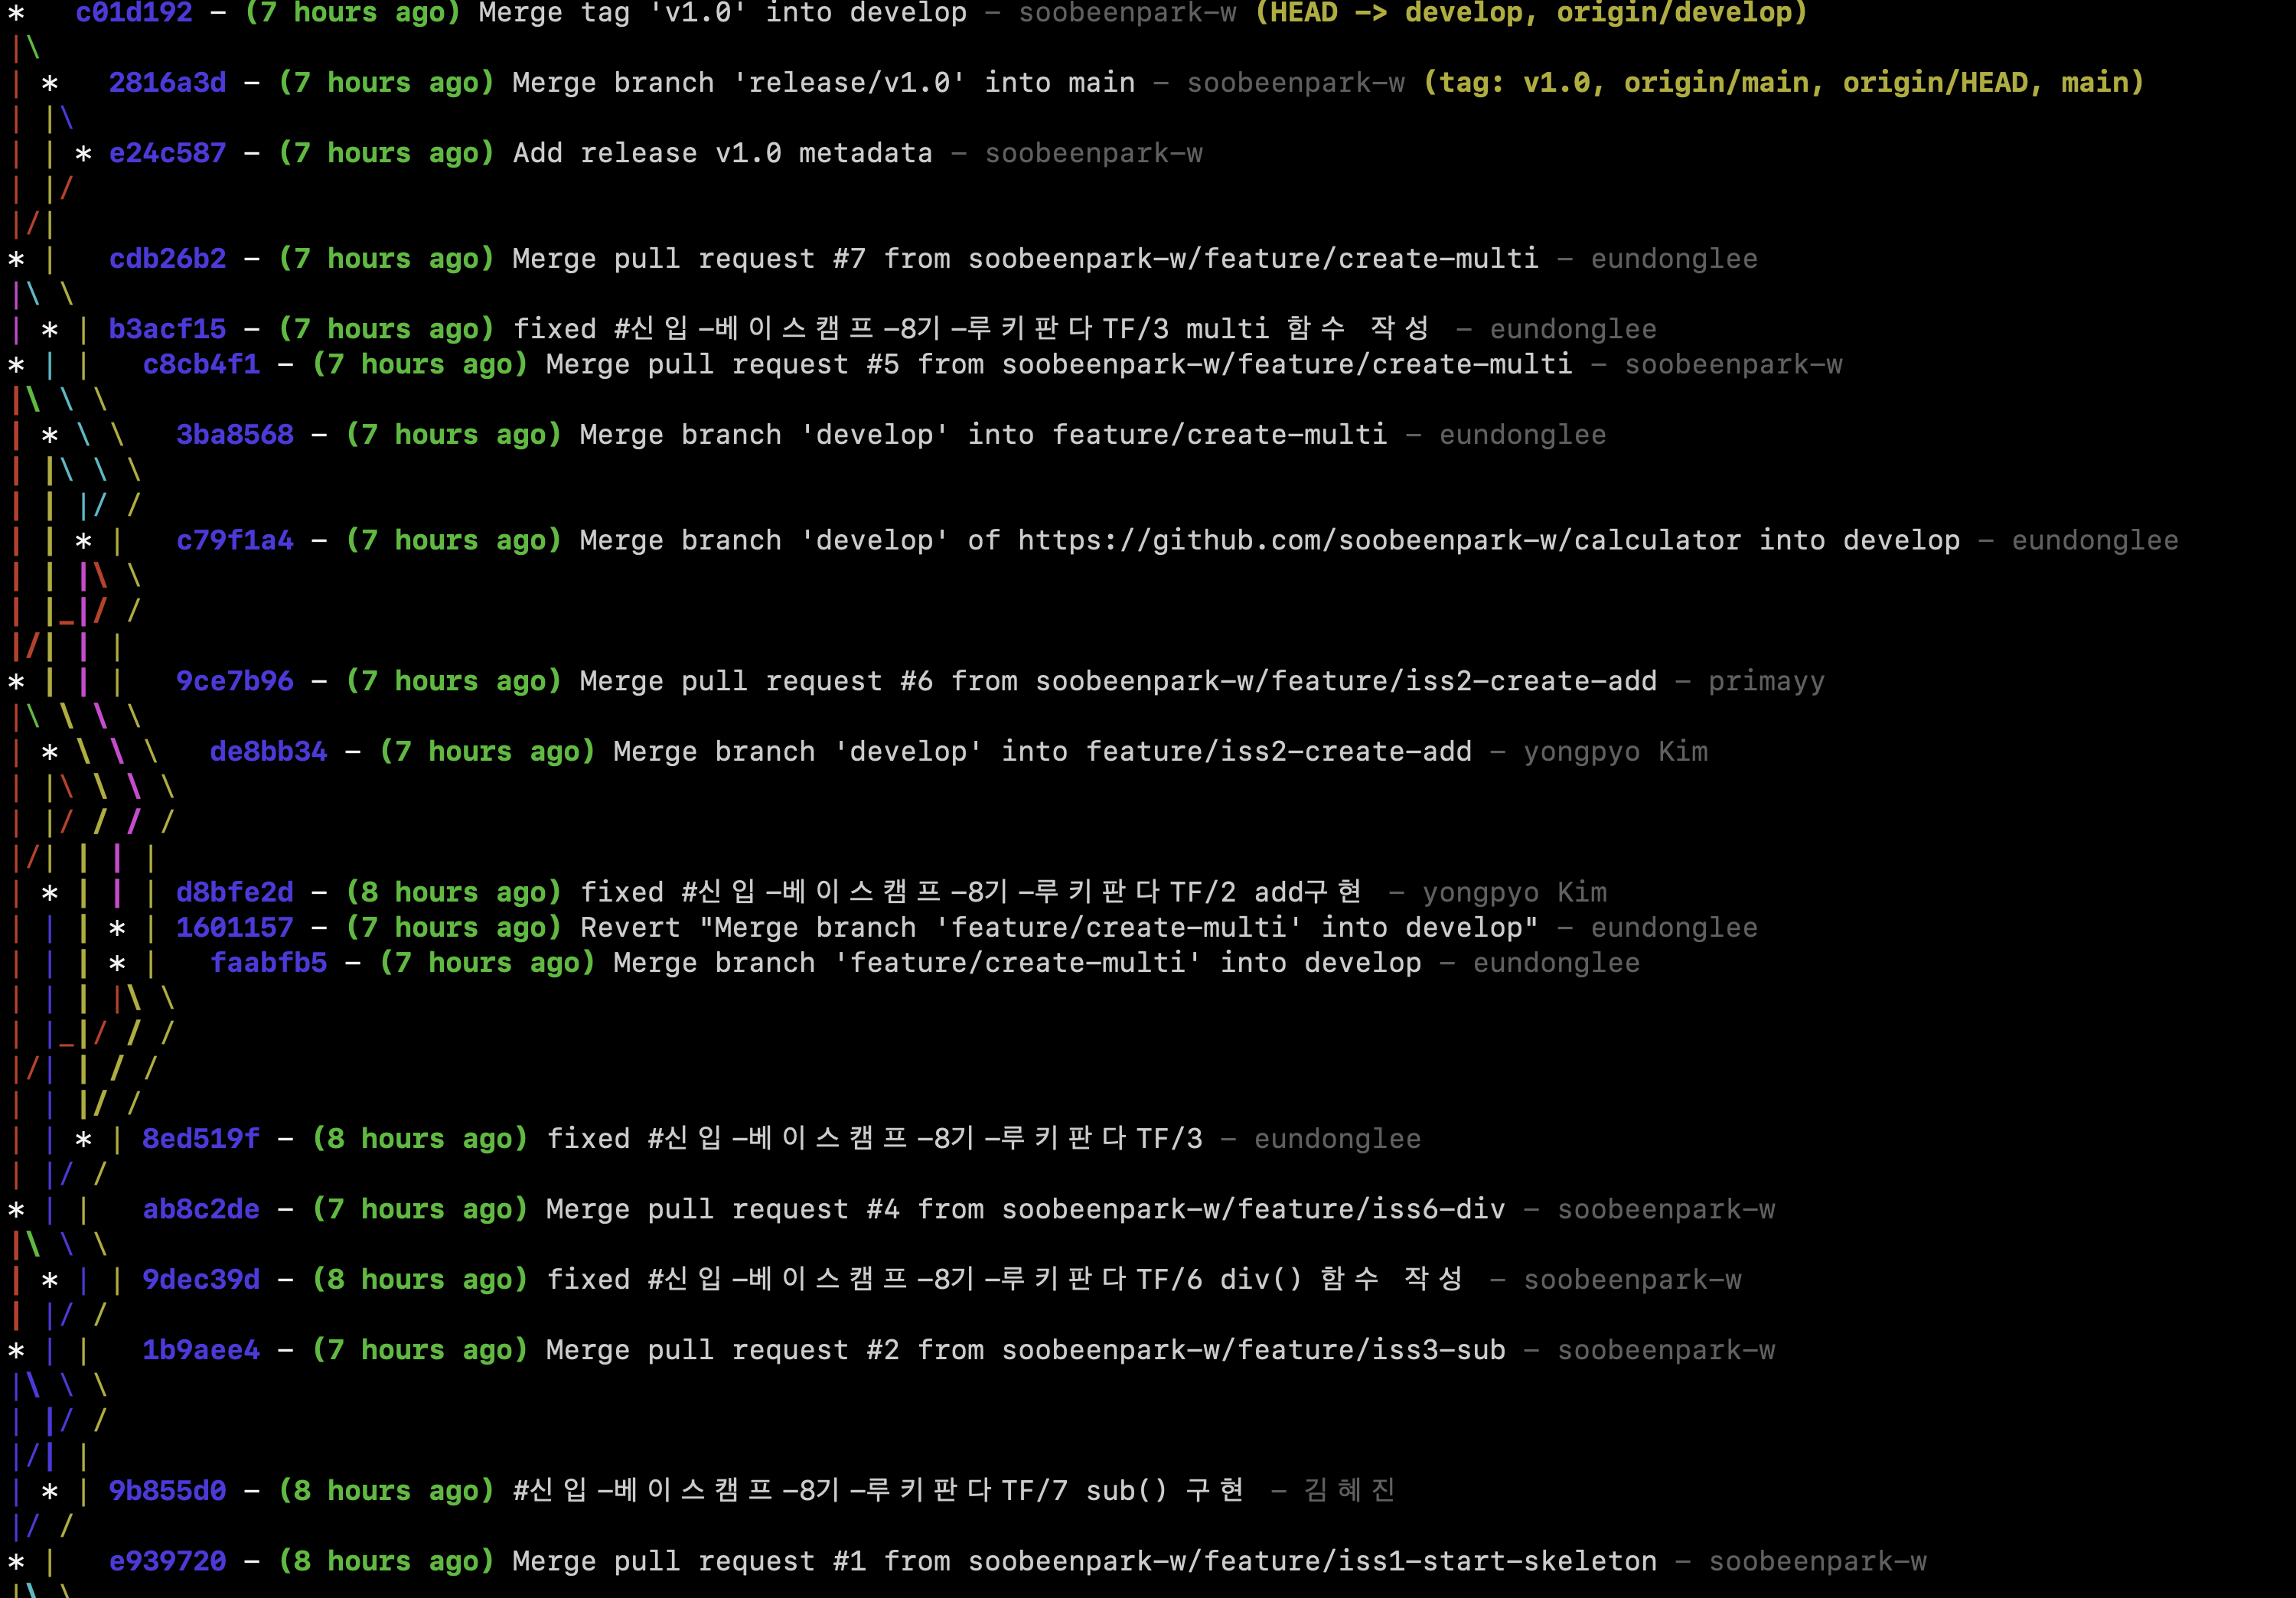 * c01d192 - (7 hours ago) Merge tag 'v1.0' into develop - soobeenpark-w (HEAD -> develop, origin/develop)
|\
| * 2816a3d - (7 hours ago) Merge branch 'release/v1.0' into main - soobeenpark-w (tag: v1.0, origin/main, origin/HEAD, main)
| |\
| | * e24c587 - (7 hours ago) Add release v1.0 metadata - soobeenpark-w
| |/
|/|
* | cdb26b2 - (7 hours ago) Merge pull request #7 from soobeenpark-w/feature/create-multi - eundonglee
|\ \
| * | b3acf15 - (7 hours ago) fixed #신입-베이스캠프-8기-루키판다TF/3 multi 함수 작성 - eundonglee
* | | c8cb4f1 - (7 hours ago) Merge pull request #5 from soobeenpark-w/feature/create-multi - soobeenpark-w
|\ \ \
| * \ \ 3ba8568 - (7 hours ago) Merge branch 'develop' into feature/create-multi - eundonglee
| |\ \ \
| | |/ /
| | * | c79f1a4 - (7 hours ago) Merge branch 'develop' of https://github.com/soobeenpark-w/calculator into develop - eundonglee
| | |\ \
| |_|/ /
|/| | |
* | | | 9ce7b96 - (7 hours ago) Merge pull request #6 from soobeenpark-w/feature/iss2-create-add - primayy
|\ \ \ \
| * \ \ \ de8bb34 - (7 hours ago) Merge branch 'develop' into feature/iss2-create-add - yongpyo Kim
| |\ \ \ \
| |/ / / /
|/| | | |
| * | | | d8bfe2d - (8 hours ago) fixed #신입-베이스캠프-8기-루키판다TF/2 add구현 - yongpyo Kim
| | | * | 1601157 - (7 hours ago) Revert "Merge branch 'feature/create-multi' into develop" - eundonglee
| | | * | faabfb5 - (7 hours ago) Merge branch 'feature/create-multi' into develop - eundonglee
| | | |\ \
| |_|/ / /
|/| | / /
| | |/ /
| | * | 8ed519f - (8 hours ago) fixed #신입-베이스캠프-8기-루키판다TF/3 - eundonglee
| |/ /
* | | ab8c2de - (7 hours ago) Merge pull request #4 from soobeenpark-w/feature/iss6-div - soobeenpark-w
|\ \ \
| * | | 9dec39d - (8 hours ago) fixed #신입-베이스캠프-8기-루키판다TF/6 div() 함수 작성 - soobeenpark-w
| |/ /
* | | 1b9aee4 - (7 hours ago) Merge pull request #2 from soobeenpark-w/feature/iss3-sub - soobeenpark-w
|\ \ \
| |/ /
|/| |
| * | 9b855d0 - (8 hours ago) #신입-베이스캠프-8기-루키판다TF/7 sub() 구현 - 김혜진
|/ /
* | e939720 - (8 hours ago) Merge pull request #1 from soobeenpark-w/feature/iss1-start-skeleton - soobeenpark-w
|\ \